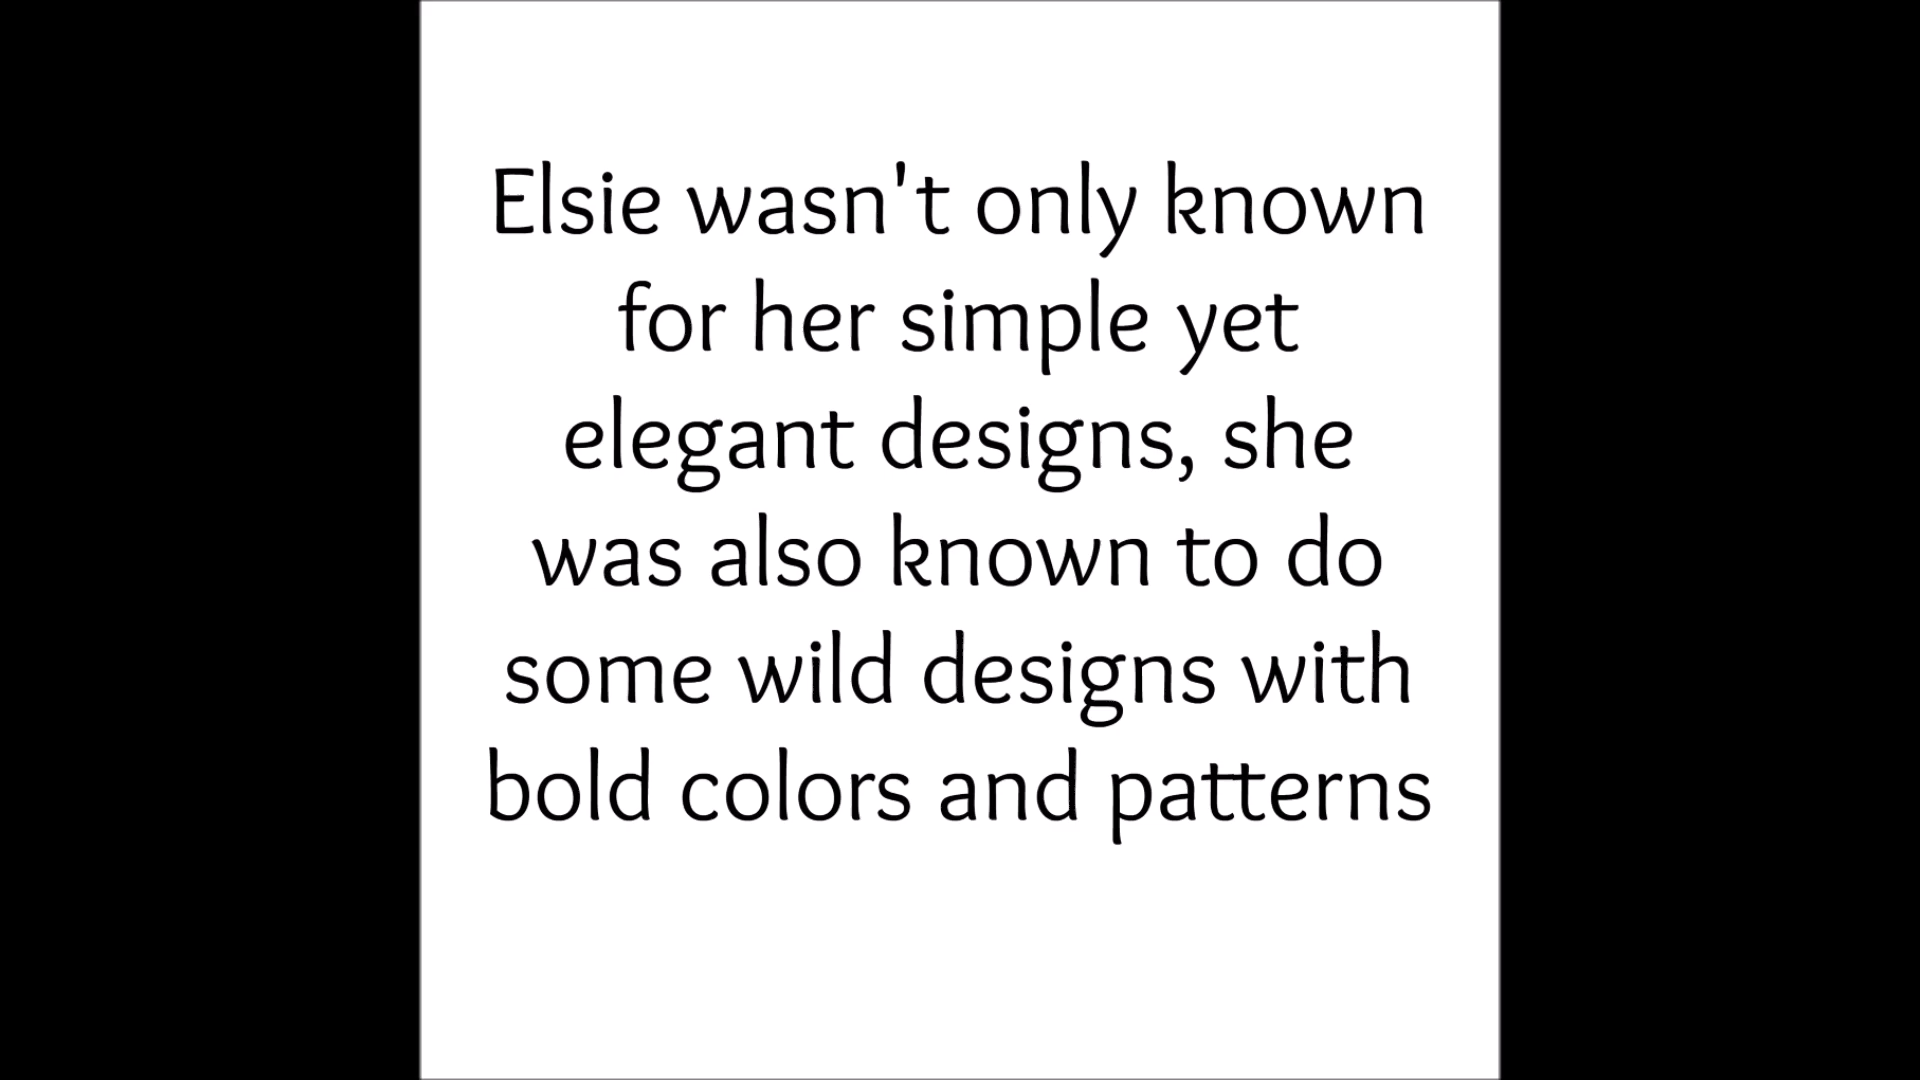 Elsie wasn't only known
for her simple yet
elegant designs, she
was also known to do
some wild designs with
bold colors and patterns